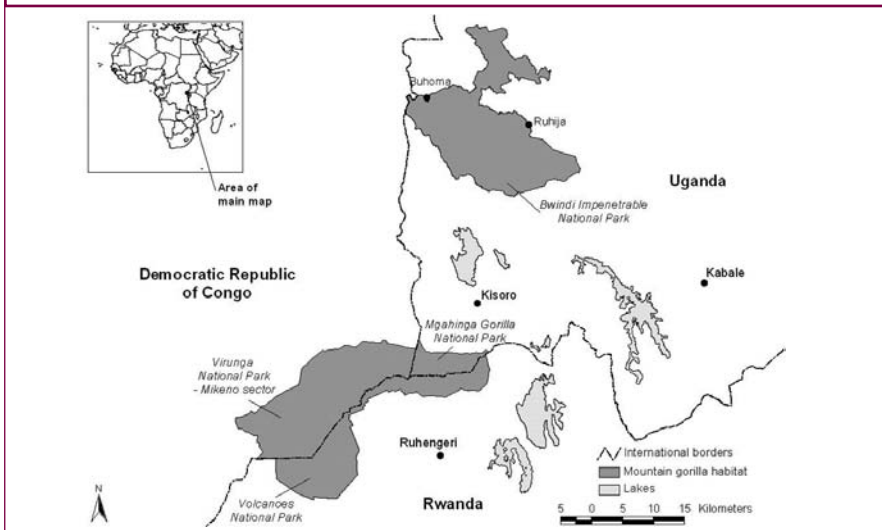 Area of
main map
Buhoma
Ruhija
Uganda
Bwindi Impenetrable
National Park
Democratic Republic
of Congo
Kabale
Kisoro
Mgahinga Gorilla
National Park
Virunga
National Park
- Mikeno sector
Ruhengeri
International borders
Mountain gorilla habitat
Lakes
N
Volcanoes
National Park
Rwanda
5 0 5 10 15 Kilometers